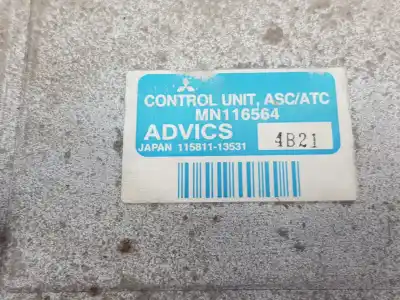 CONTROL UNIT, ASC/ATC
MN116564
ADVICS 4B21
JAPAN 115811-13531